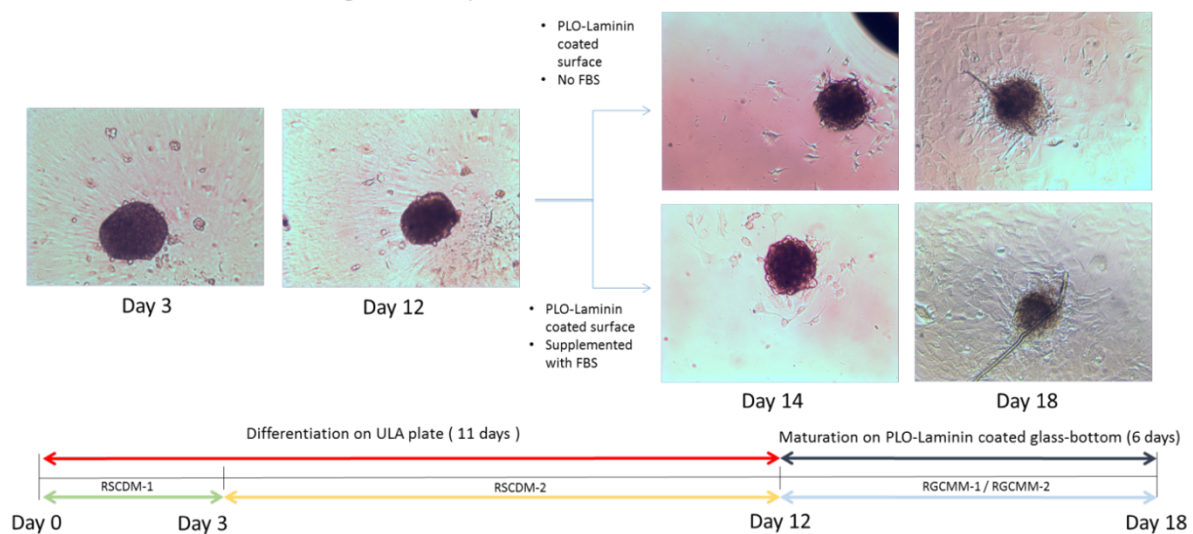 • PLO-Laminin
coated
surface
• No FBS
Day 3
Day 12
• PLO-Laminin
coated surface
• Supplemented
with FBS
Day 14
Day 18
Differentiation on ULA plate ( 11 days )
Maturation on PLO-Laminin coated glass-bottom (6 days)
RSCDM-1
RSCDM-2
RGCMM-1 / RGCMM-2
Day 0
Day 3
Day 12
Day 18